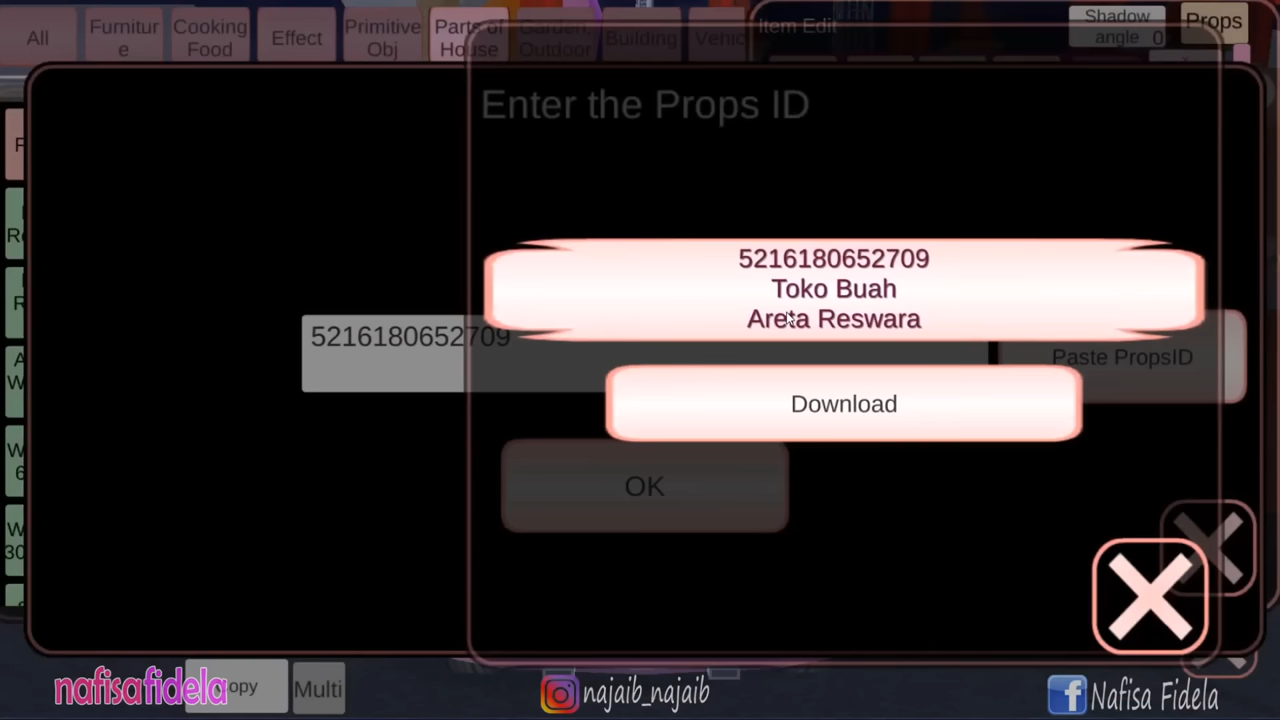 All
Furnitur
e
Cooking
Food
Effect
Primitive
Obj
Parts of
House
Garden,
Outdoor
Building
Vehic
Item Edit
Shadow
angle 0
Props
Enter the Props ID
5216180652709
Toko Buah
Areta Reswara
5216180652709
Paste PropsID
Download
OK
nafisafidela
opy
Multi
najaib_najaib
Nafisa Fidela